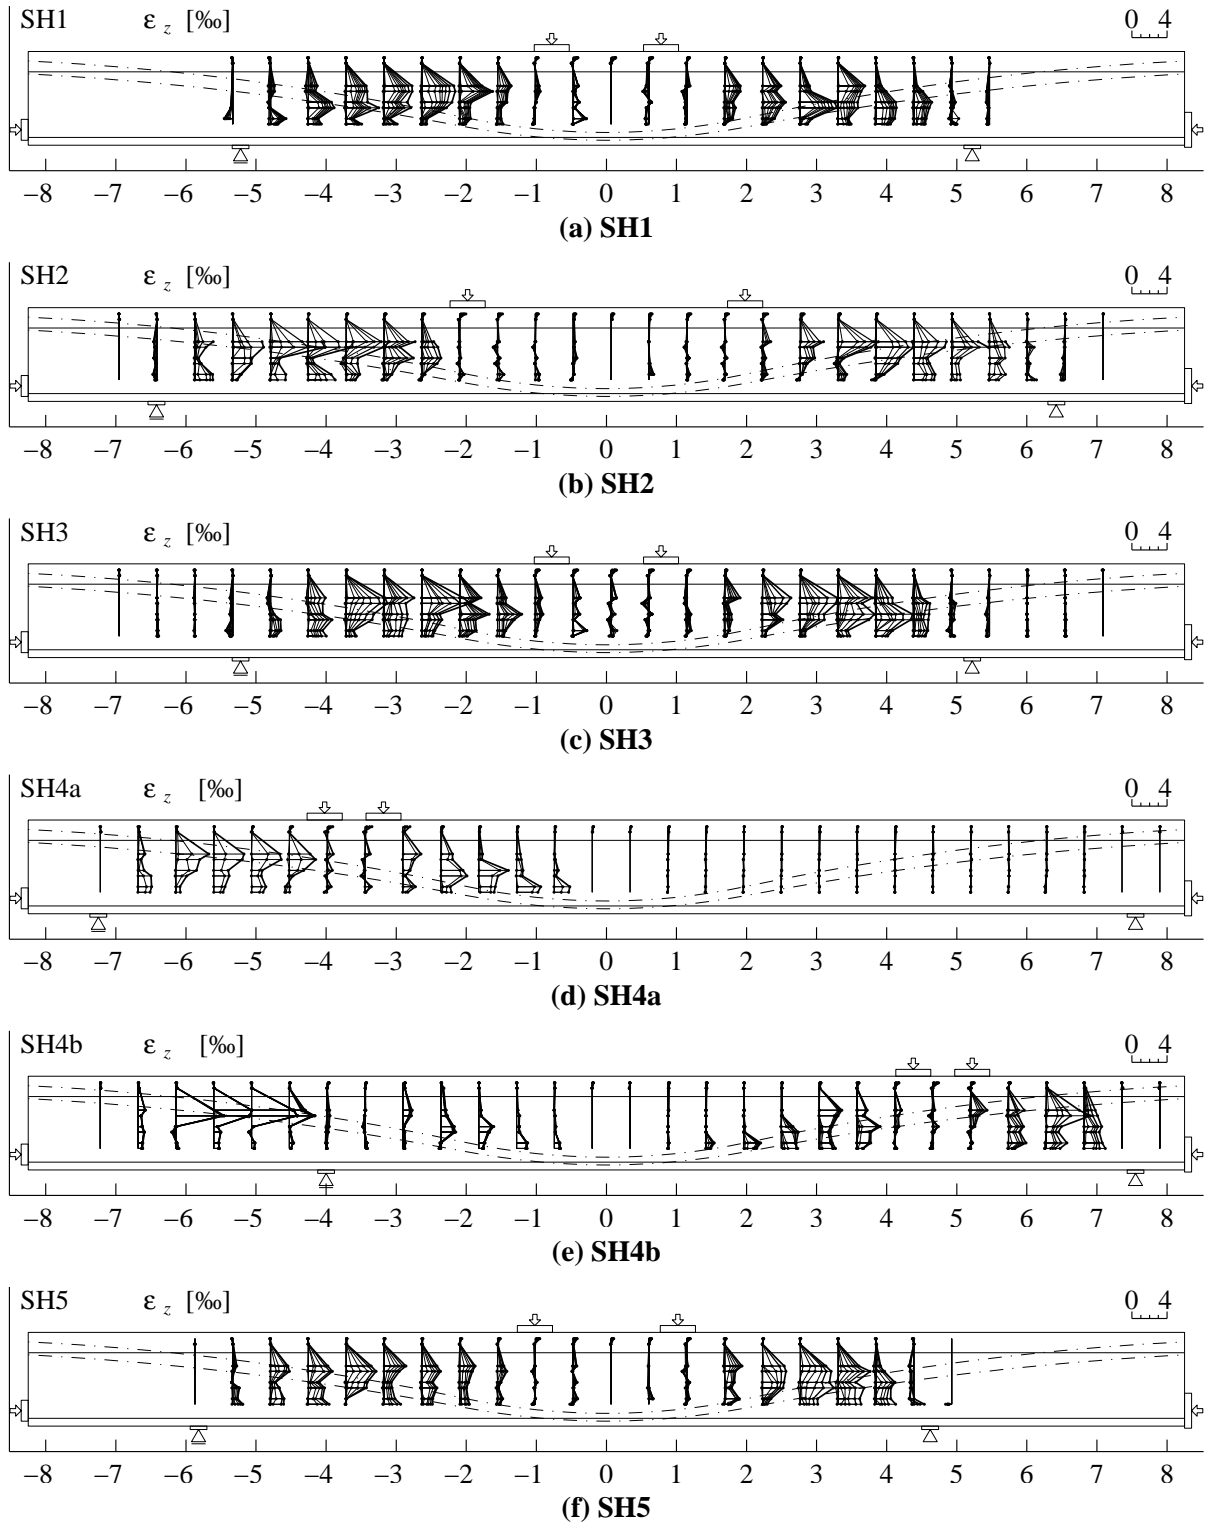 SH1 ε z [‰] 0 4
–8 –7 –6 –5 –4 –3 –2 –1 0 1 2 3 4 5 6 7 8
(a) SH1
SH2 ε z [‰] 0 4
–8 –7 –6 –5 –4 –3 –2 –1 0 1 2 3 4 5 6 7 8
(b) SH2
SH3 ε z [‰] 0 4
–8 –7 –6 –5 –4 –3 –2 –1 0 1 2 3 4 5 6 7 8
(c) SH3
SH4a ε z [‰] 0 4
–8 –7 –6 –5 –4 –3 –2 –1 0 1 2 3 4 5 6 7 8
(d) SH4a
SH4b ε z [‰] 0 4
–8 –7 –6 –5 –4 –3 –2 –1 0 1 2 3 4 5 6 7 8
(e) SH4b
SH5 ε z [‰] 0 4
–8 –7 –6 –5 –4 –3 –2 –1 0 1 2 3 4 5 6 7 8
(f) SH5